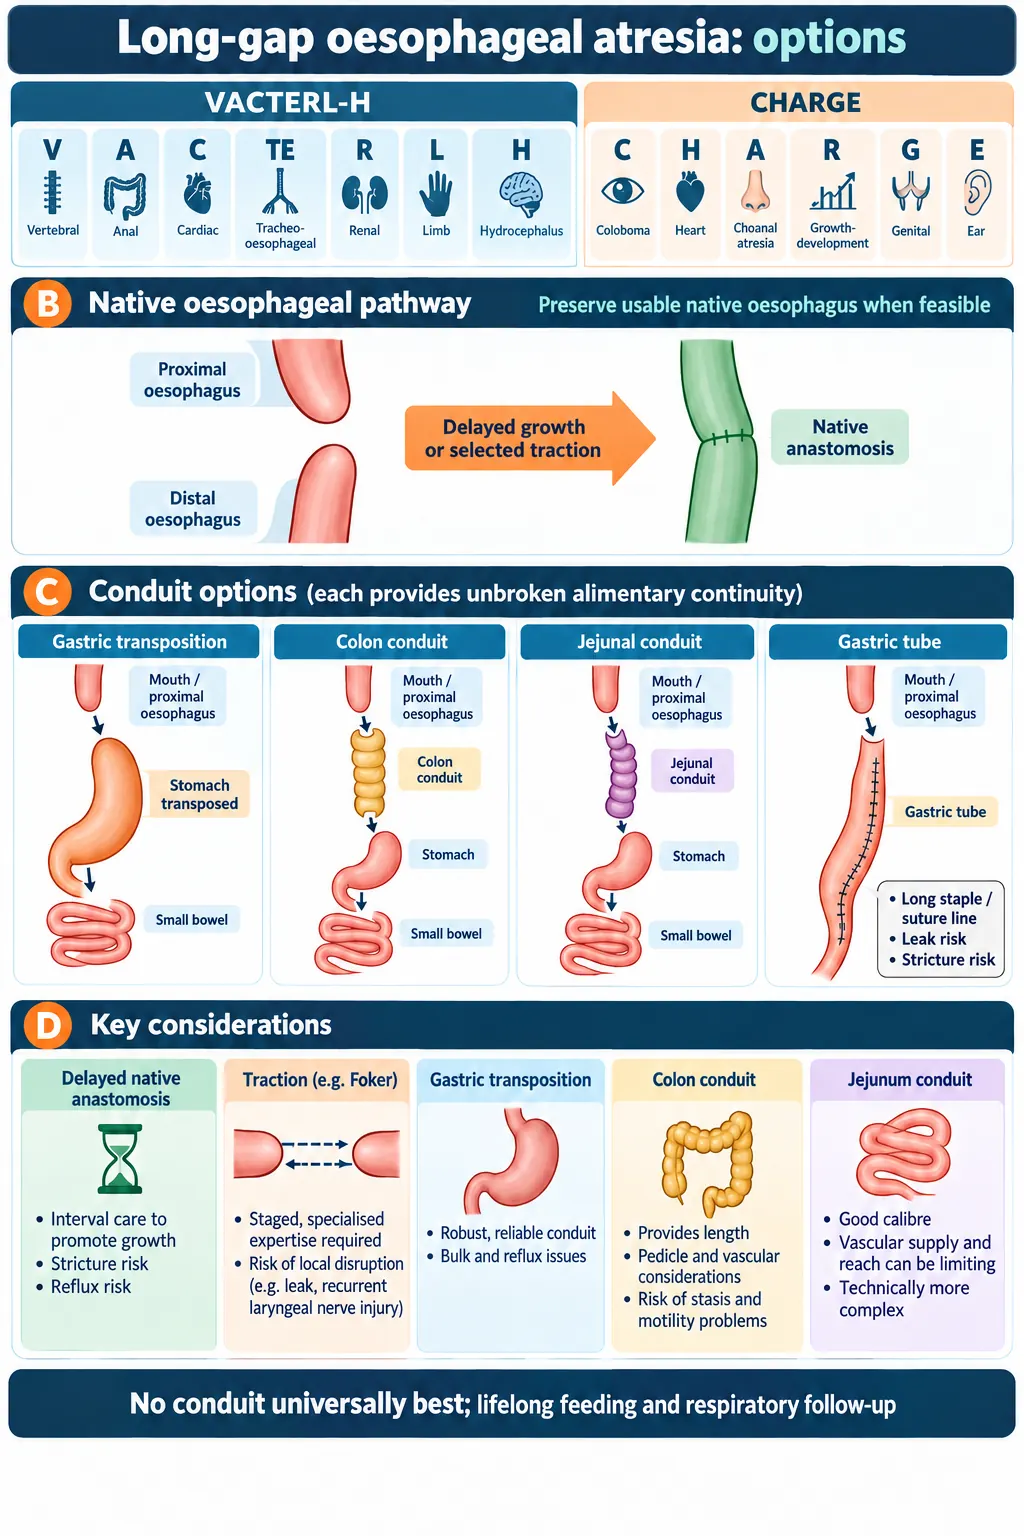 Long-gap oesophageal atresia: options
VACTERL-H
V
Vertebral
A
Anal
C
Cardiac
TE
Tracheo-
oesophageal
R
Renal
L
Limb
H
Hydrocephalus
CHARGE
C
Coloboma
H
Heart
A
Choanal
atresia
R
Growth-
development
G
Genital
E
Ear
B Native oesophageal pathway
Preserve usable native oesophagus when feasible
Proximal
oesophagus
Distal
oesophagus
Delayed growth
or selected traction
Native
anastomosis
C Conduit options (each provides unbroken alimentary continuity)
Gastric transposition
Mouth /
proximal
oesophagus
Stomach
transposed
Small bowel
Colon conduit
Mouth /
proximal
oesophagus
Colon
conduit
Stomach
Small bowel
Jejunal conduit
Mouth /
proximal
oesophagus
Jejunal
conduit
Stomach
Small bowel
Gastric tube
Mouth /
proximal
oesophagus
Gastric tube
• Long staple /
suture line
• Leak risk
• Stricture risk
D Key considerations
Delayed native
anastomosis
• Interval care to
promote growth
• Stricture risk
• Reflux risk
Traction (e.g. Foker)
• Staged, specialised
expertise required
• Risk of local disruption
(e.g. leak, recurrent
laryngeal nerve injury)
Gastric transposition
• Robust, reliable conduit
• Bulk and reflux issues
Colon conduit
• Provides length
• Pedicle and vascular
considerations
• Risk of stasis and
motility problems
Jejunum conduit
• Good calibre
• Vascular supply and
reach can be limiting
• Technically more
complex
No conduit universally best; lifelong feeding and respiratory follow-up